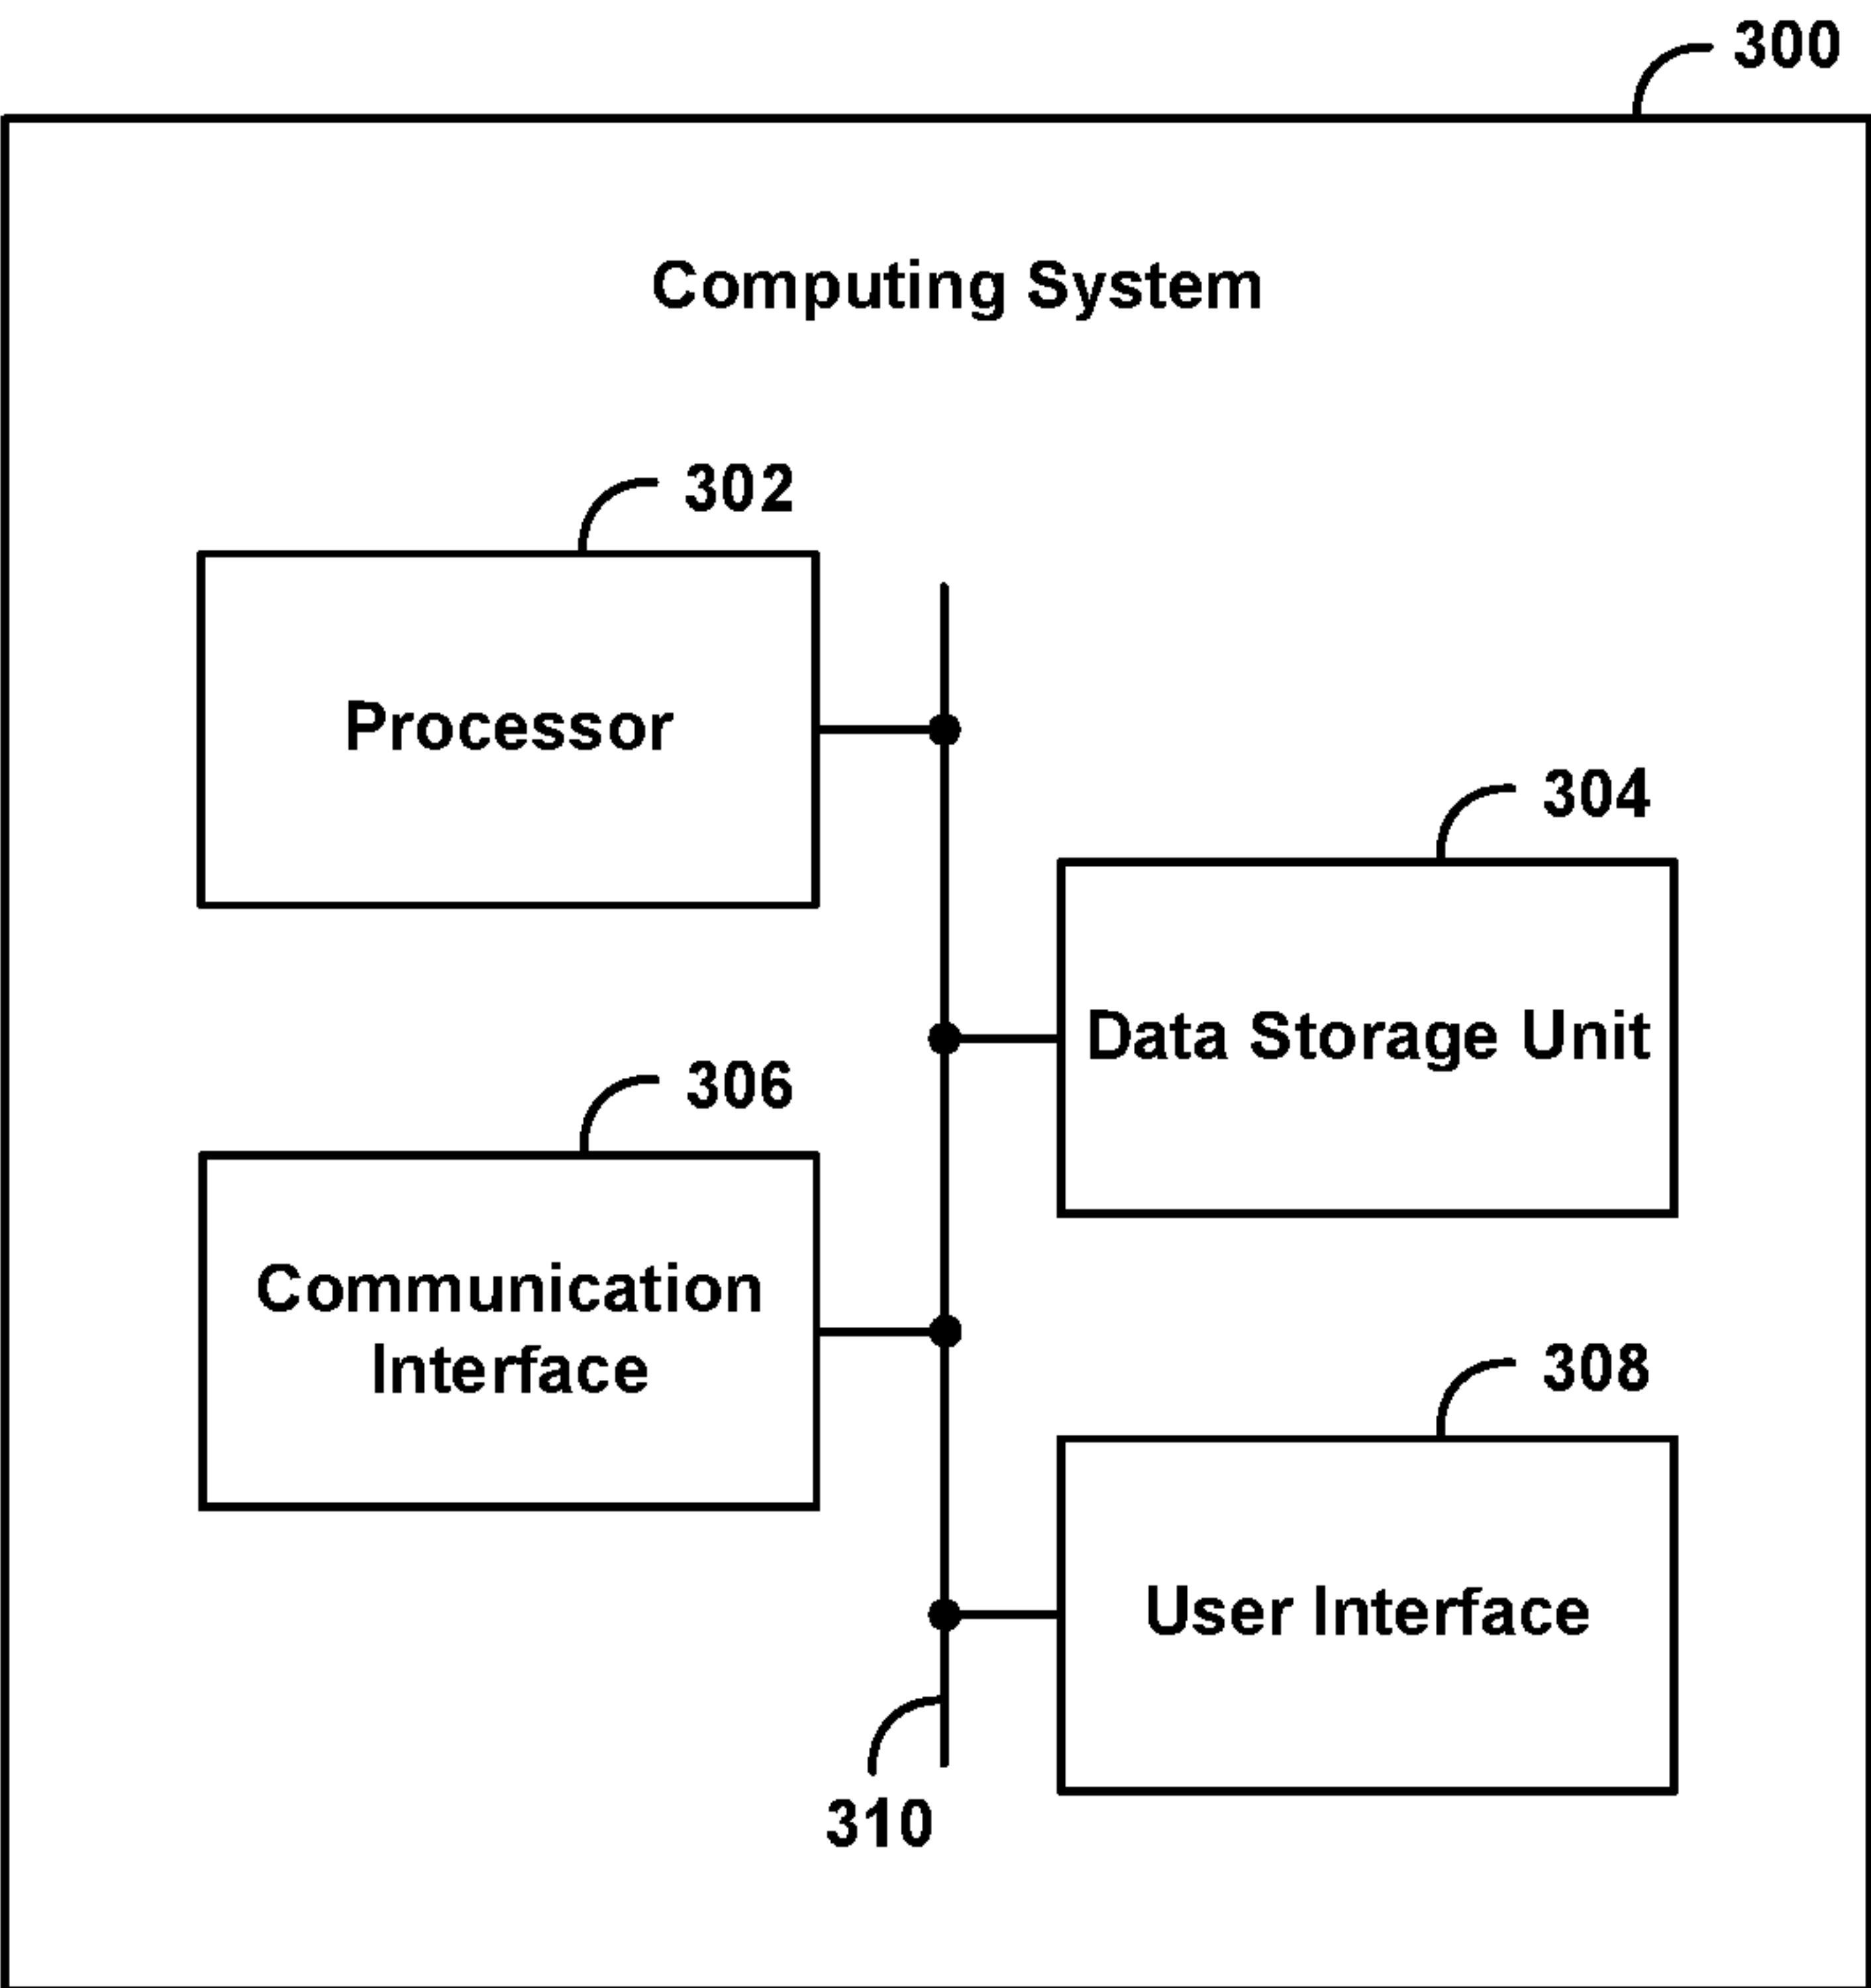 300
Computing System
302
Processor
304
Data Storage Unit
306
Communication
Interface
308
User Interface
310